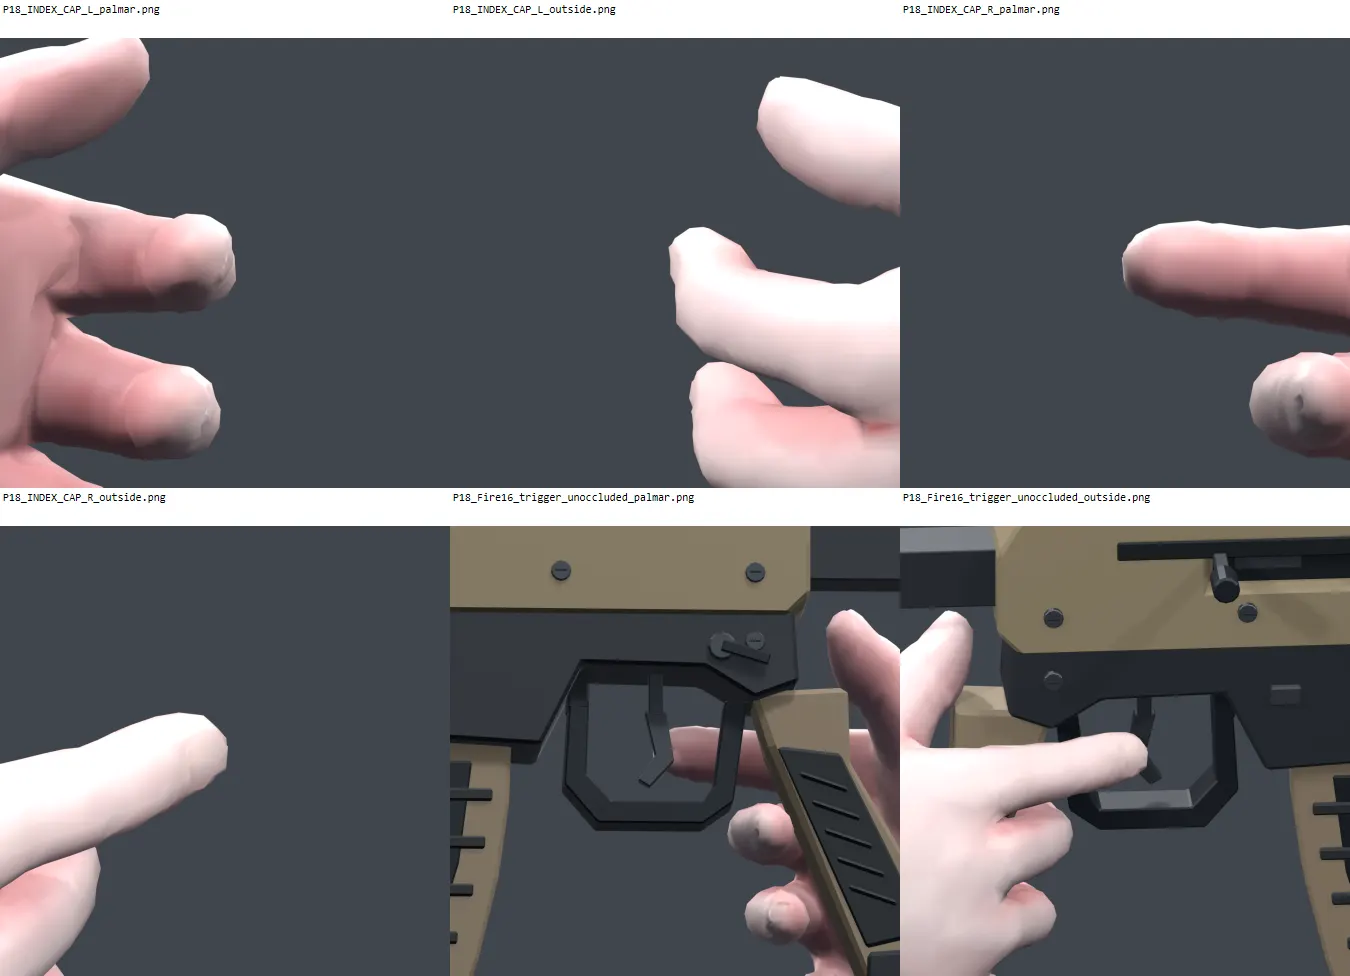 P18_INDEX_CAP_L_palmar.png
P18_INDEX_CAP_L_outside.png
P18_INDEX_CAP_R_palmar.png
P18_INDEX_CAP_R_outside.png
P18_Fire16_trigger_unoccluded_palmar.png
P18_Fire16_trigger_unoccluded_outside.png